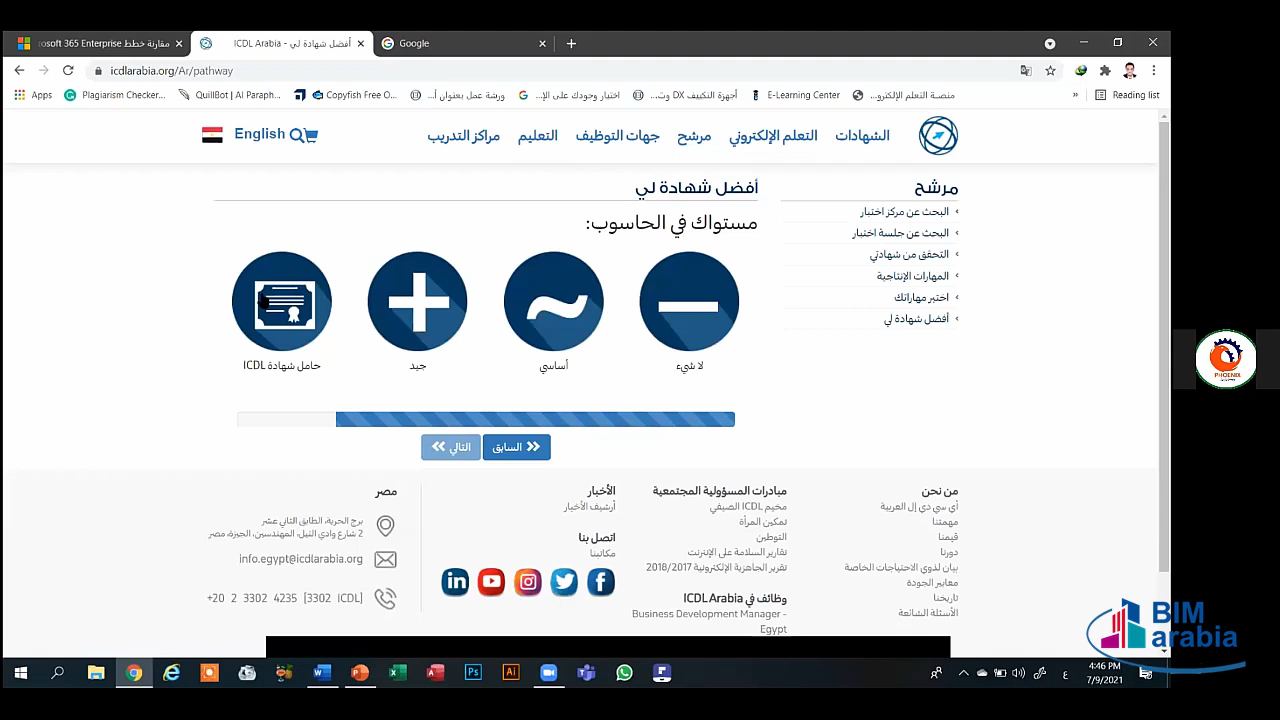 مقارنة خطط osoft 365 Enterprise
ICDL Arabia - أفضل شهادة لي
Google
icdlarabia.org/Ar/pathway
Apps
Plagiarism Checker...
QuillBot | AI Paraph...
Copyfish Free O...
ورشة عمل بعنوان أ...
اختبار وجودك على الإ...
أجهزة التكييف DX وت...
E-Learning Center
منصة التعلم الإلكترو...
»
Reading list
الشهادات
التعلم الإلكتروني
مرشح
جهات التوظيف
التعليم
مراكز التدريب
English
مرشح
البحث عن مركز اختبار
البحث عن جلسة اختبار
التحقق من شهادتي
المهارات الإنتاجية
اختبر مهاراتك
أفضل شهادة لي
أفضل شهادة لي
مستواك في الحاسوب:
لا شيء
أساسي
جيد
حامل شهادة ICDL
السابق
التالي
من نحن
أي سي دي إل العربية
مهمتنا
قيمنا
دورنا
بيان لذوي الاحتياجات الخاصة
معايير الجودة
تاريخنا
الأسئلة الشائعة
مبادرات المسؤولية المجتمعية
مخيم ICDL الصيفي
تمكين المرأة
التوطين
تقارير السلامة على الإنترنت
تقرير الجاهزية الإلكترونية 2018/2017
وظائف في ICDL Arabia
Business Development Manager -
Egypt
الأخبار
أرشيف الأخبار
اتصل بنا
مكاتبنا
مصر
برج الحرية، الطابق الثاني عشر
2 شارع وادي النيل، المهندسين، الجيزة، مصر
info.egypt@icdlarabia.org
+20 2 3302 4235 [3302 ICDL]
PHOENIX
BIM
arabia
4:46 PM
7/9/2021
ع